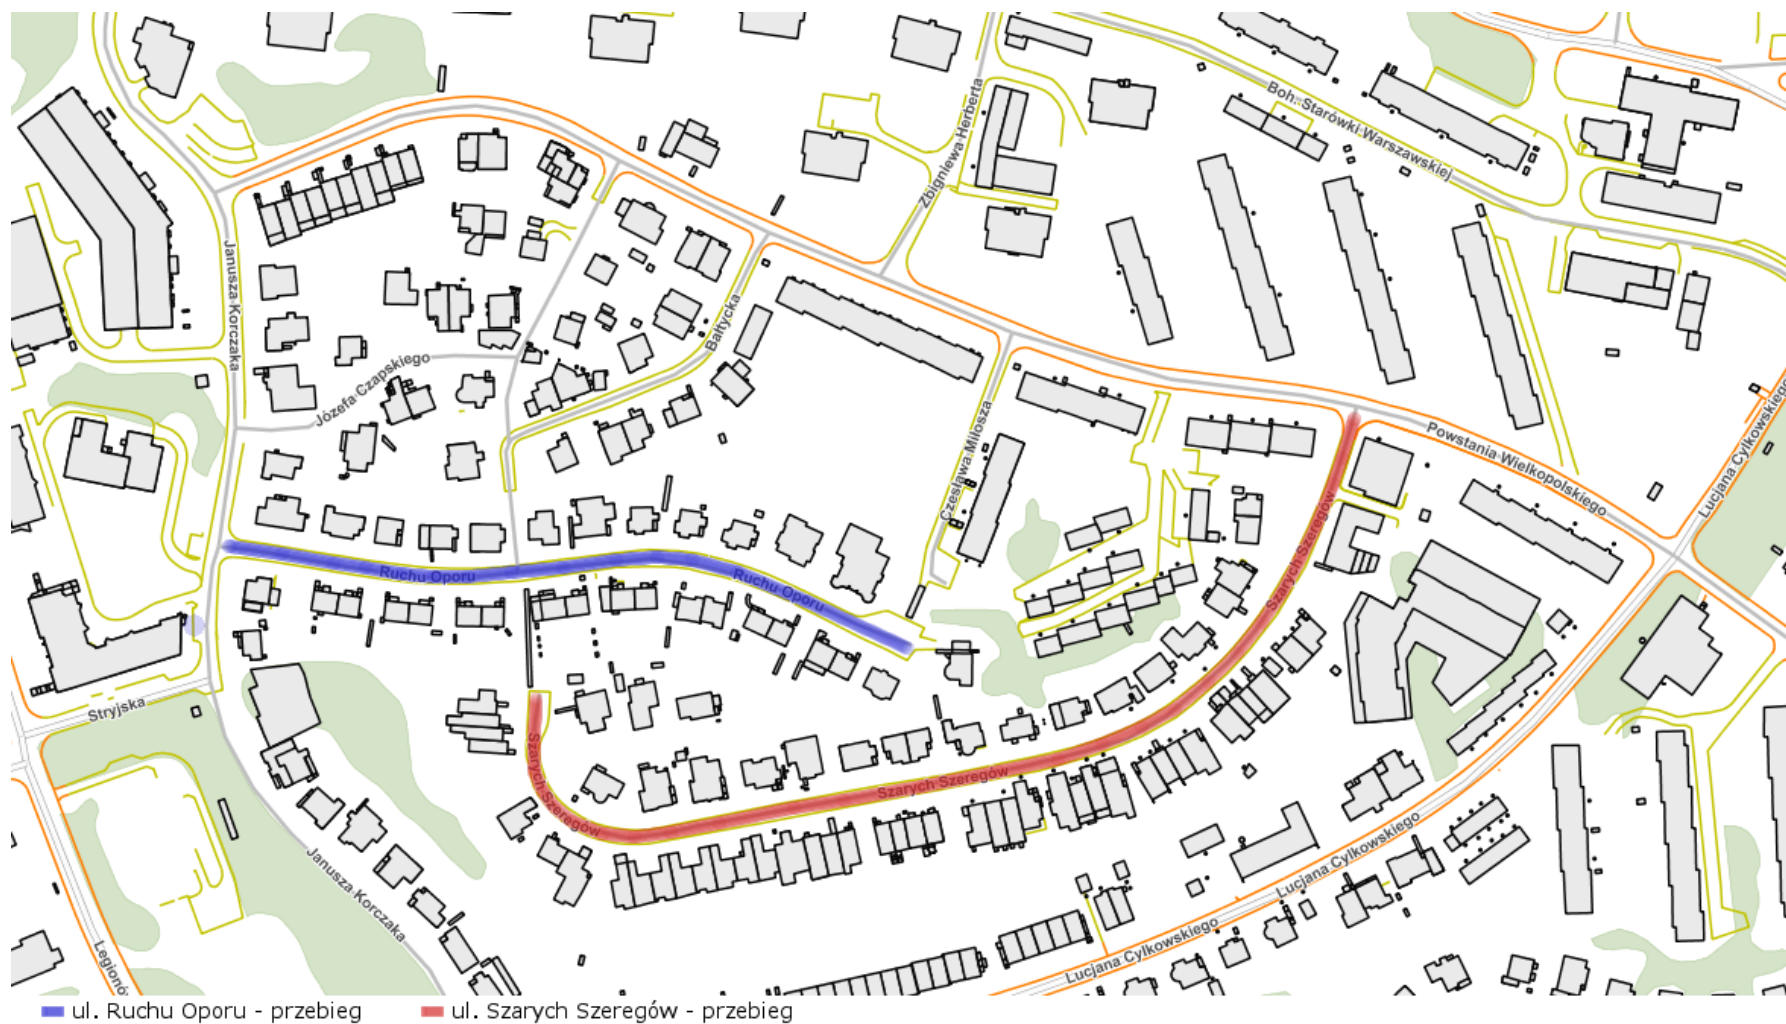 Zbigniewa Herberta
Boh. Starówki Warszawskiej
Janusza Korczaka
Józefa Czapskiego
Bałtycka
Czesława Miłosza
Powstania Wielkopolskiego
Lucjana Cylkowskiego
Szarych Szeregów
Ruchu Oporu
Ruchu Oporu
Stryjska
Szarych Szeregów
Szarych Szeregów
Lucjana Cylkowskiego
Janusza Korczaka
Lucjana Cylkowskiego
Legionó
ul. Ruchu Oporu - przebieg
ul. Szarych Szeregów - przebieg